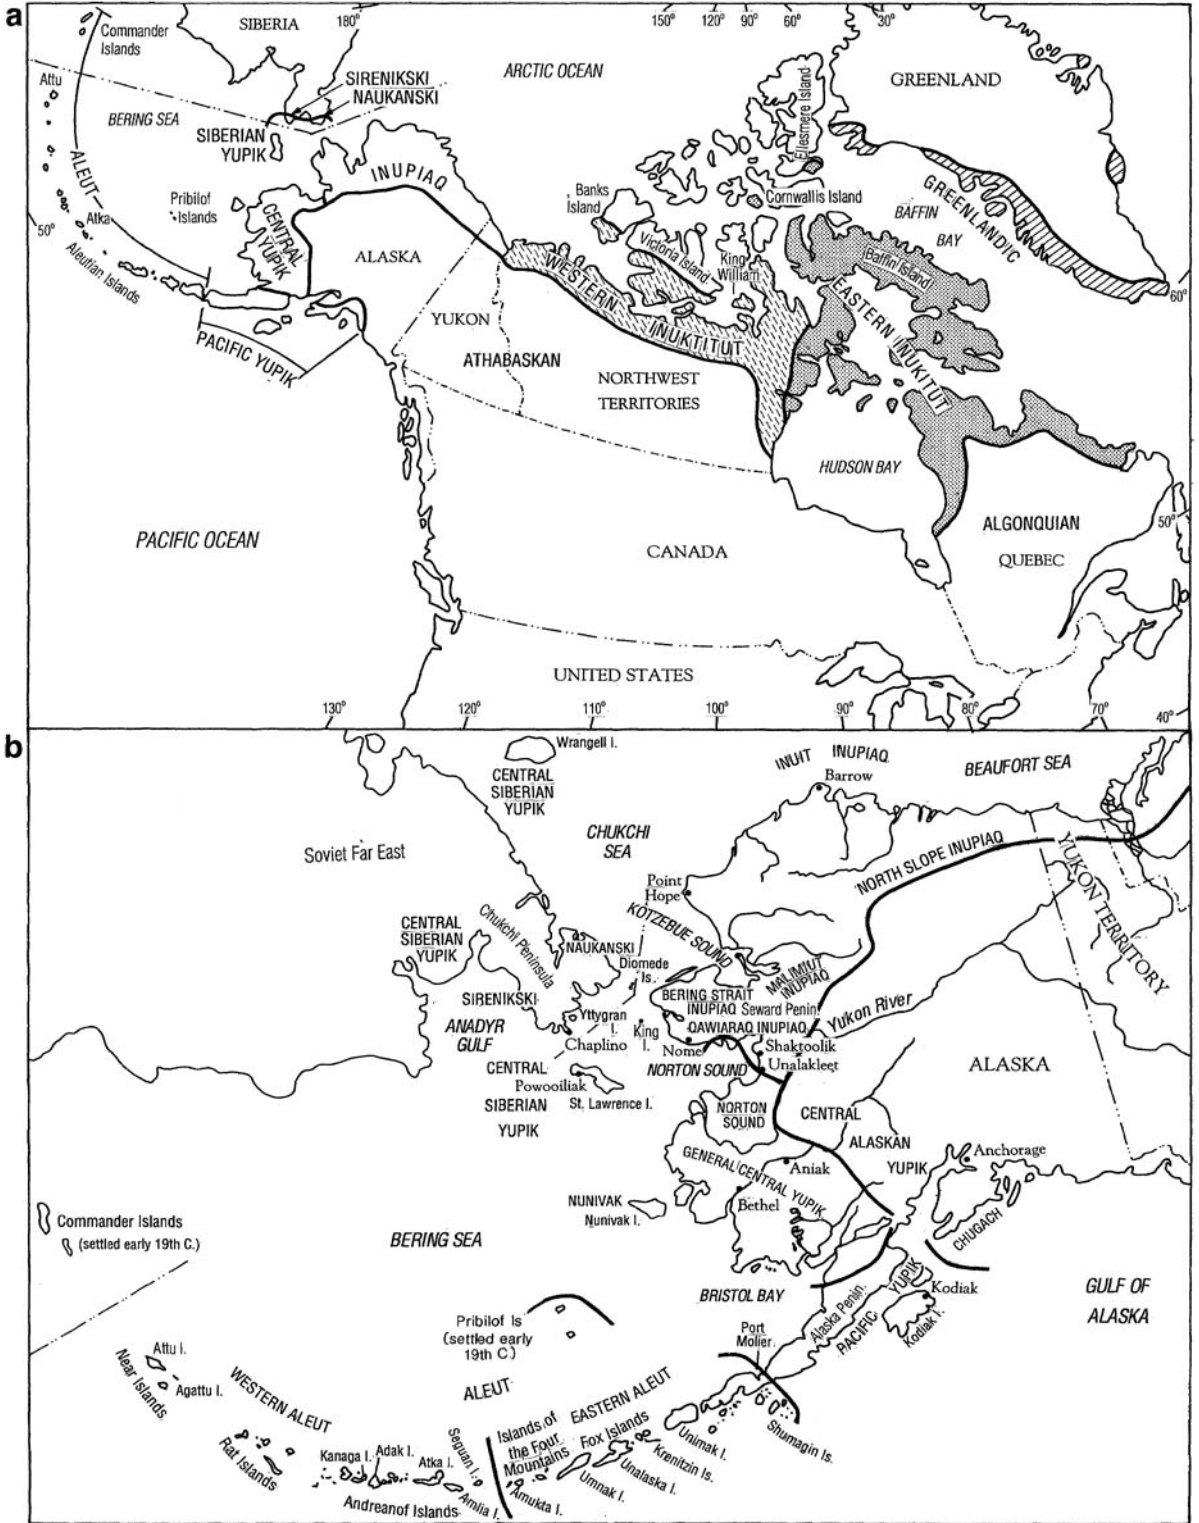 a
Commander
Islands
SIBERIA
180°
150°
120°
90°
60°
30°
Attu
BERING SEA
SIRENIKSKI
NAUKANSKI
ARCTIC OCEAN
GREENLAND
SIBERIAN
YUPIK
ALEUT
INUPIAQ
Ellesmere Island
Pribilof
Islands
Banks
Island
Cornwallis Island
GREENLANDIC
BAFFIN
BAY
Atka
50°
Aleutian Islands
CENTRAL
YUPIK
ALASKA
Victoria Island
King
William
Baffin Island
WESTERN
INUKTITUT
EASTERN INUKITUT
60°
YUKON
PACIFIC YUPIK
ATHABASKAN
NORTHWEST
TERRITORIES
HUDSON BAY
PACIFIC OCEAN
CANADA
ALGONQUIAN
QUEBEC
50°
UNITED STATES
130°
120°
110°
100°
90°
80°
70°
40°
b
Wrangell I.
CENTRAL
SIBERIAN
YUPIK
INUIT INUPIAQ
Barrow
BEAUFORT SEA
CHUKCHI
SEA
Soviet Far East
NORTH SLOPE INUPIAQ
YUKON TERRITORY
Point
Hope
KOTZEBUE SOUND
CENTRAL
SIBERIAN
YUPIK
Chukchi Peninsula
NAUKANSKI
Diomede
Is.
MALIMIUT
INUPIAQ
SIRENIKSKI
BERING STRAIT
INUPIAQ
Seward Penin.
ANADYR
GULF
Yttygran
I.
King
I.
QAWIARAQ INUPIAQ
Yukon River
Chaplino
Nome
Shaktoolik
Unalakleet
NORTON SOUND
ALASKA
CENTRAL
Powooiliak
SIBERIAN
St. Lawrence I.
YUPIK
NORTON
SOUND
CENTRAL
ALASKAN
YUPIK
Anchorage
GENERAL CENTRAL YUPIK
Aniak
NUNIVAK
Nunivak I.
Bethel
CHUGACH
Commander Islands
(settled early 19th C.)
BERING SEA
BRISTOL BAY
Alaska Penin.
PACIFIC
YUPIK
Kodiak
Kodiak I.
GULF OF
ALASKA
Pribilof Is
(settled early
19th C.)
Port
Molier
Attu I.
Near Islands
Agattu I.
WESTERN ALEUT
ALEUT
EASTERN ALEUT
Islands of
the Four
Mountains
Fox Islands
Unimak I.
Shumagin Is.
Rat Islands
Kanaga I.
Adak I.
Atka I.
Seguan I.
Krenitzin Is.
Unalaska I.
Umnak I.
Andreanof Islands
Amlia I.
Amukta I.